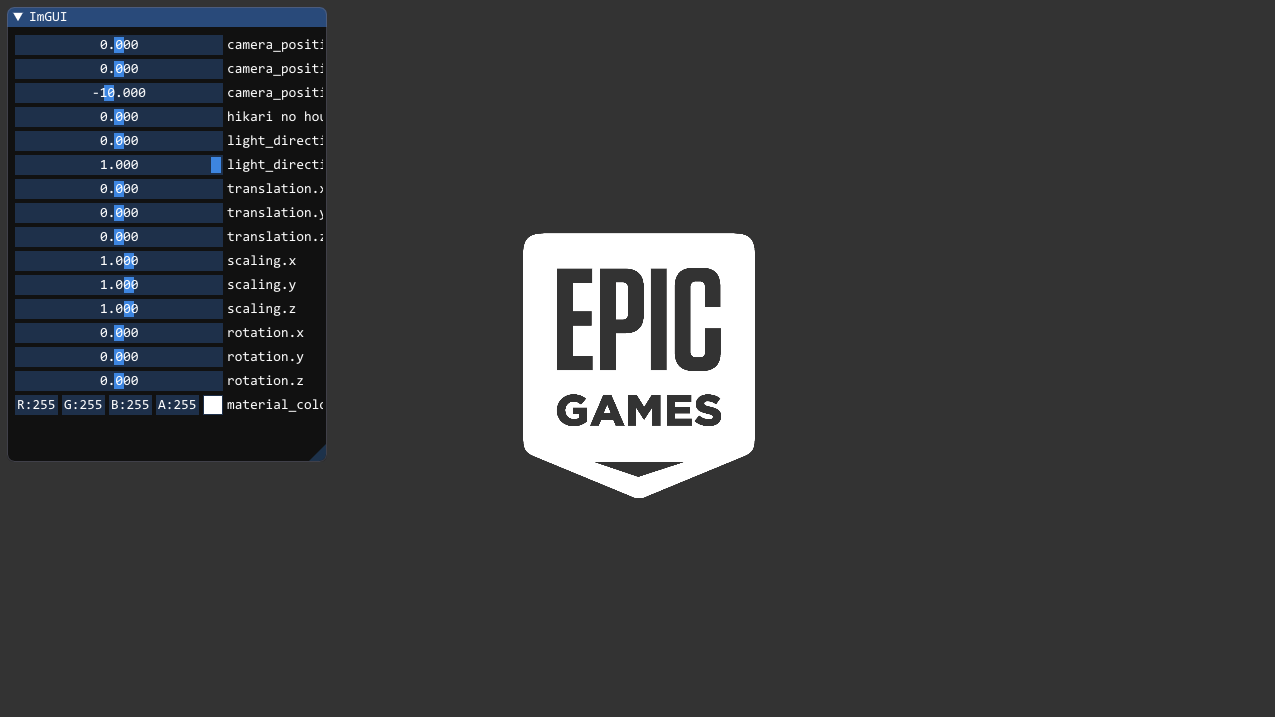 ImGUI
0.000 camera_positi
0.000 camera_positi
-10.000 camera_positi
0.000 hikari no hou
0.000 light_directi
1.000 light_directi
0.000 translation.x
0.000 translation.y
0.000 translation.z
1.000 scaling.x
1.000 scaling.y
1.000 scaling.z
0.000 rotation.x
0.000 rotation.y
0.000 rotation.z
R:255 G:255 B:255 A:255 material_colo
EPIC
GAMES